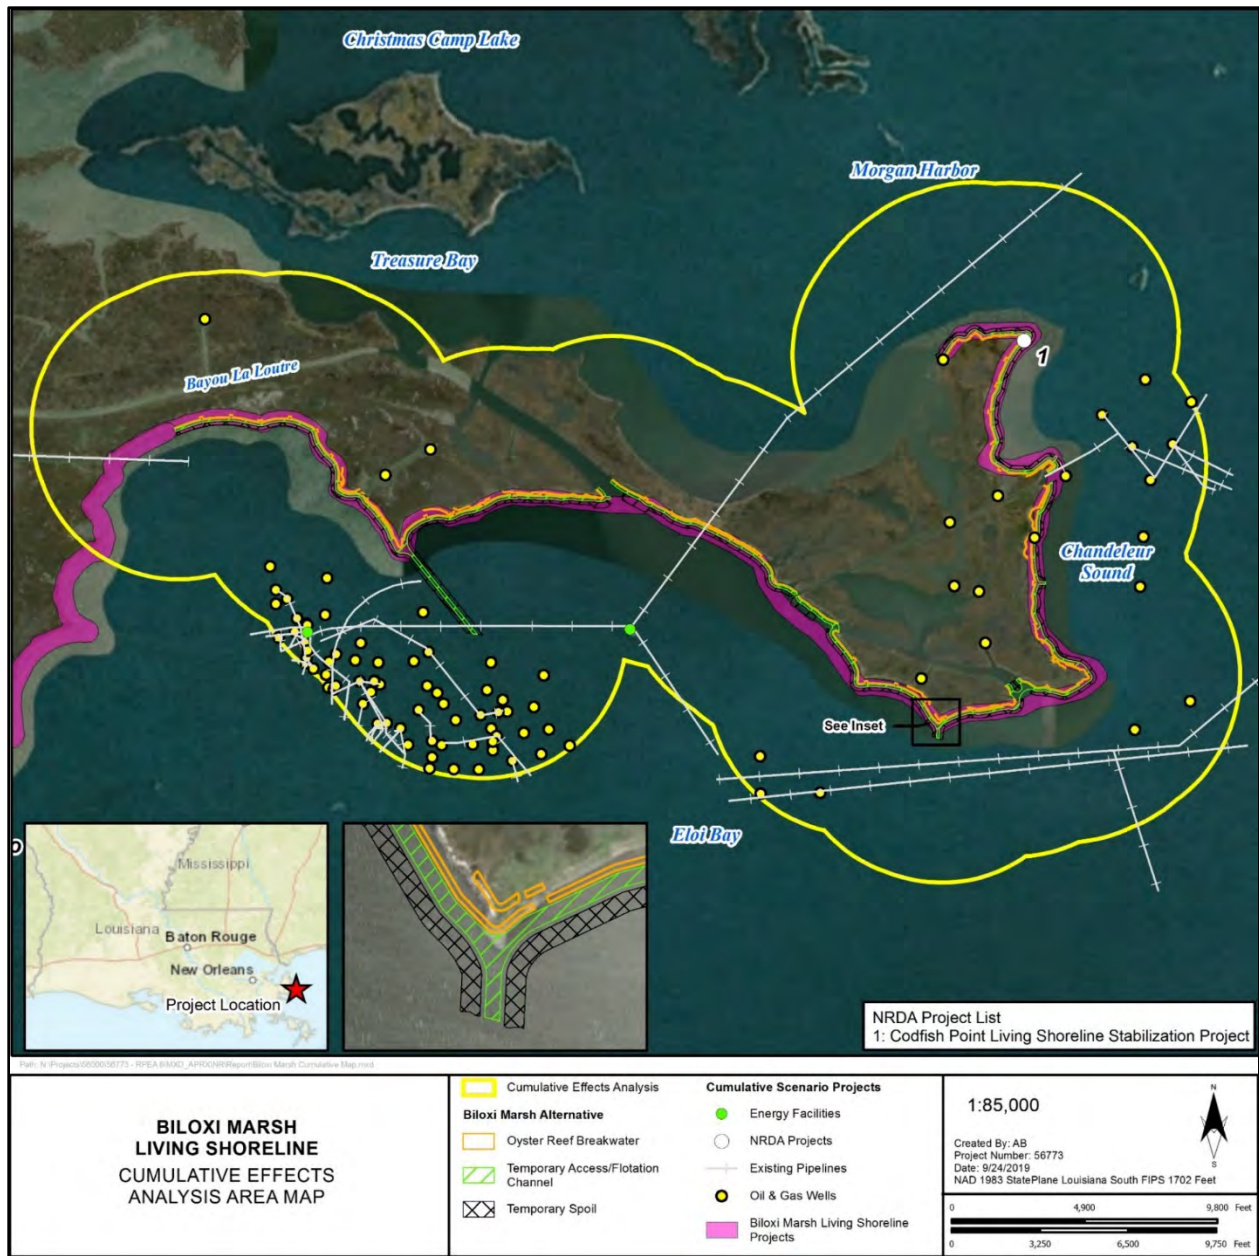 Christmas Camp Lake
Morgan Harbor
Treasure Bay
Bayou La Loutre
1
Chandeleur
Sound
See Inset
Eloi Bay
Mississippi
Louisiana
Baton Rouge
New Orleans
Project Location
NRDA Project List
1: Codfish Point Living Shoreline Stabilization Project
BILOXI MARSH
LIVING SHORELINE
CUMULATIVE EFFECTS
ANALYSIS AREA MAP
Cumulative Effects Analysis
Biloxi Marsh Alternative
Oyster Reef Breakwater
Temporary Access/Flotation
Channel
Temporary Spoil
Cumulative Scenario Projects
Energy Facilities
NRDA Projects
Existing Pipelines
Oil & Gas Wells
Biloxi Marsh Living Shoreline
Projects
1:85,000
N
S
Created By: AB
Project Number: 56773
Date: 9/24/2019
NAD 1983 StatePlane Louisiana South FIPS 1702 Feet
0 4,900 9,800 Feet
0 3,250 6,500 9,750 Feet